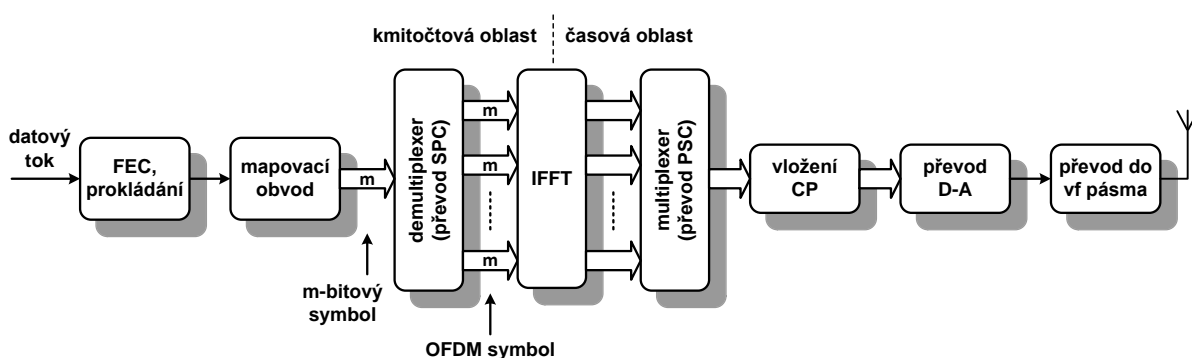 kmitočtová oblast
časová oblast
datový
tok
FEC,
prokládání
mapovací
obvod
m
demultiplexer
(převod SPC)
m
m
m
IFFT
multiplexer
(převod PSC)
vložení
CP
převod
D-A
převod do
vf pásma
m-bitový
symbol
OFDM symbol